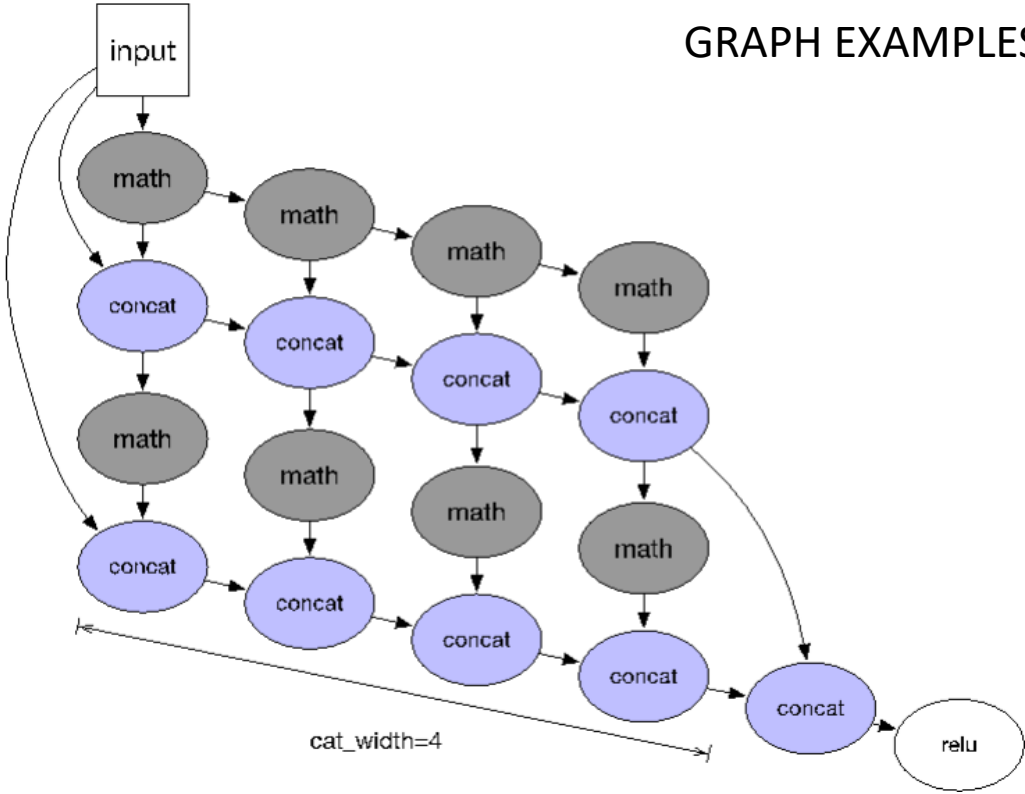 GRAPH EXAMPLES
input
math
math
math
math
concat
concat
concat
concat
math
math
math
math
concat
concat
concat
concat
concat
relu
cat_width=4